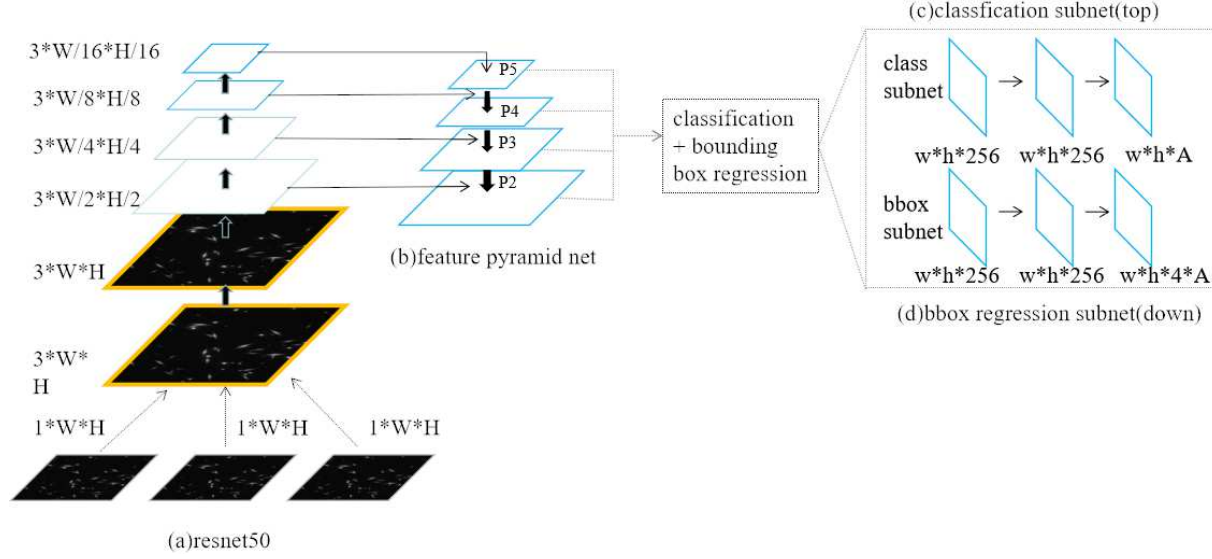 3*W/16*H/16
3*W/8*H/8
3*W/4*H/4
3*W/2*H/2
3*W*H
3*W*
H
1*W*H
1*W*H
1*W*H
(a)resnet50
P5
P4
P3
P2
(b)feature pyramid net
classification
+ bounding
box regression
(c)classfication subnet(top)
class
subnet
w*h*256
w*h*256
w*h*A
bbox
subnet
w*h*256
w*h*256
w*h*4*A
(d)bbox regression subnet(down)